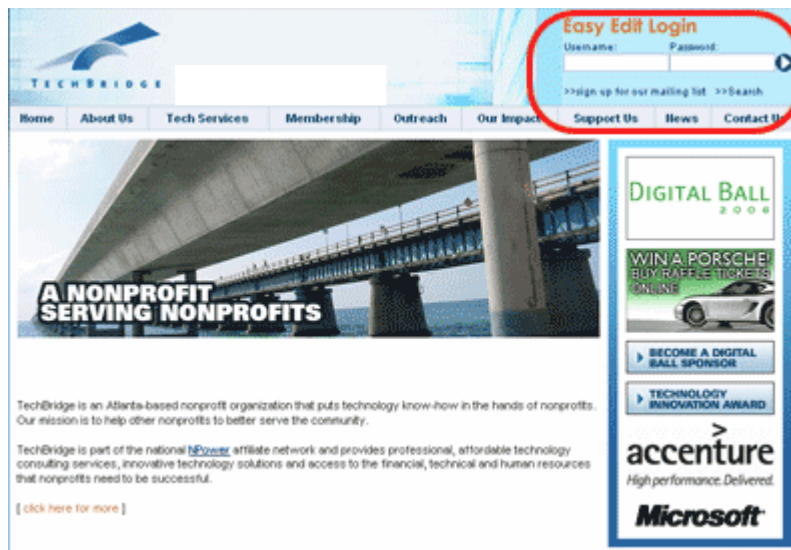 Easy Edit Login
Username: Password:
>>sign up for our mailing list >>Search
TECHBRIDGE
Home About Us Tech Services Membership Outreach Our Impact Support Us News Contact Us
A NONPROFIT
SERVING NONPROFITS
TechBridge is an Atlanta-based nonprofit organization that puts technology know-how in the hands of nonprofits.
Our mission is to help other nonprofits to better serve the community.
TechBridge is part of the national NPower affiliate network and provides professional, affordable technology
consulting services, innovative technology solutions and access to the financial, technical and human resources
that nonprofits need to be successful.
[ click here for more ]
DIGITAL BALL
2006
WIN A PORSCHE!
BUY RAFFLE TICKETS
ONLINE
BECOME A DIGITAL
BALL SPONSOR
TECHNOLOGY
INNOVATION AWARD
accenture
High performance. Delivered.
Microsoft